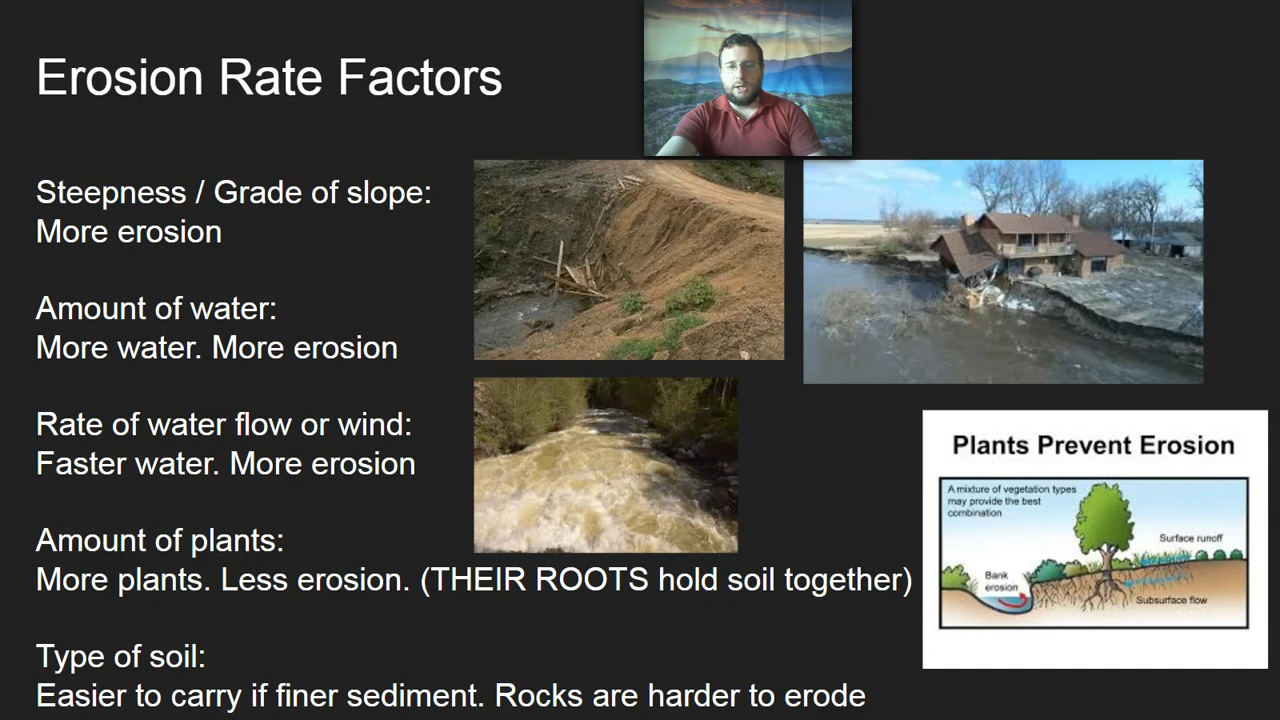 Erosion Rate Factors
Steepness / Grade of slope:
More erosion
Amount of water:
More water. More erosion
Rate of water flow or wind:
Faster water. More erosion
Amount of plants:
More plants. Less erosion. (THEIR ROOTS hold soil together)
Type of soil:
Easier to carry if finer sediment. Rocks are harder to erode
Plants Prevent Erosion
A mixture of vegetation types
may provide the best
combination
Surface runoff
Bank
erosion
Subsurface flow